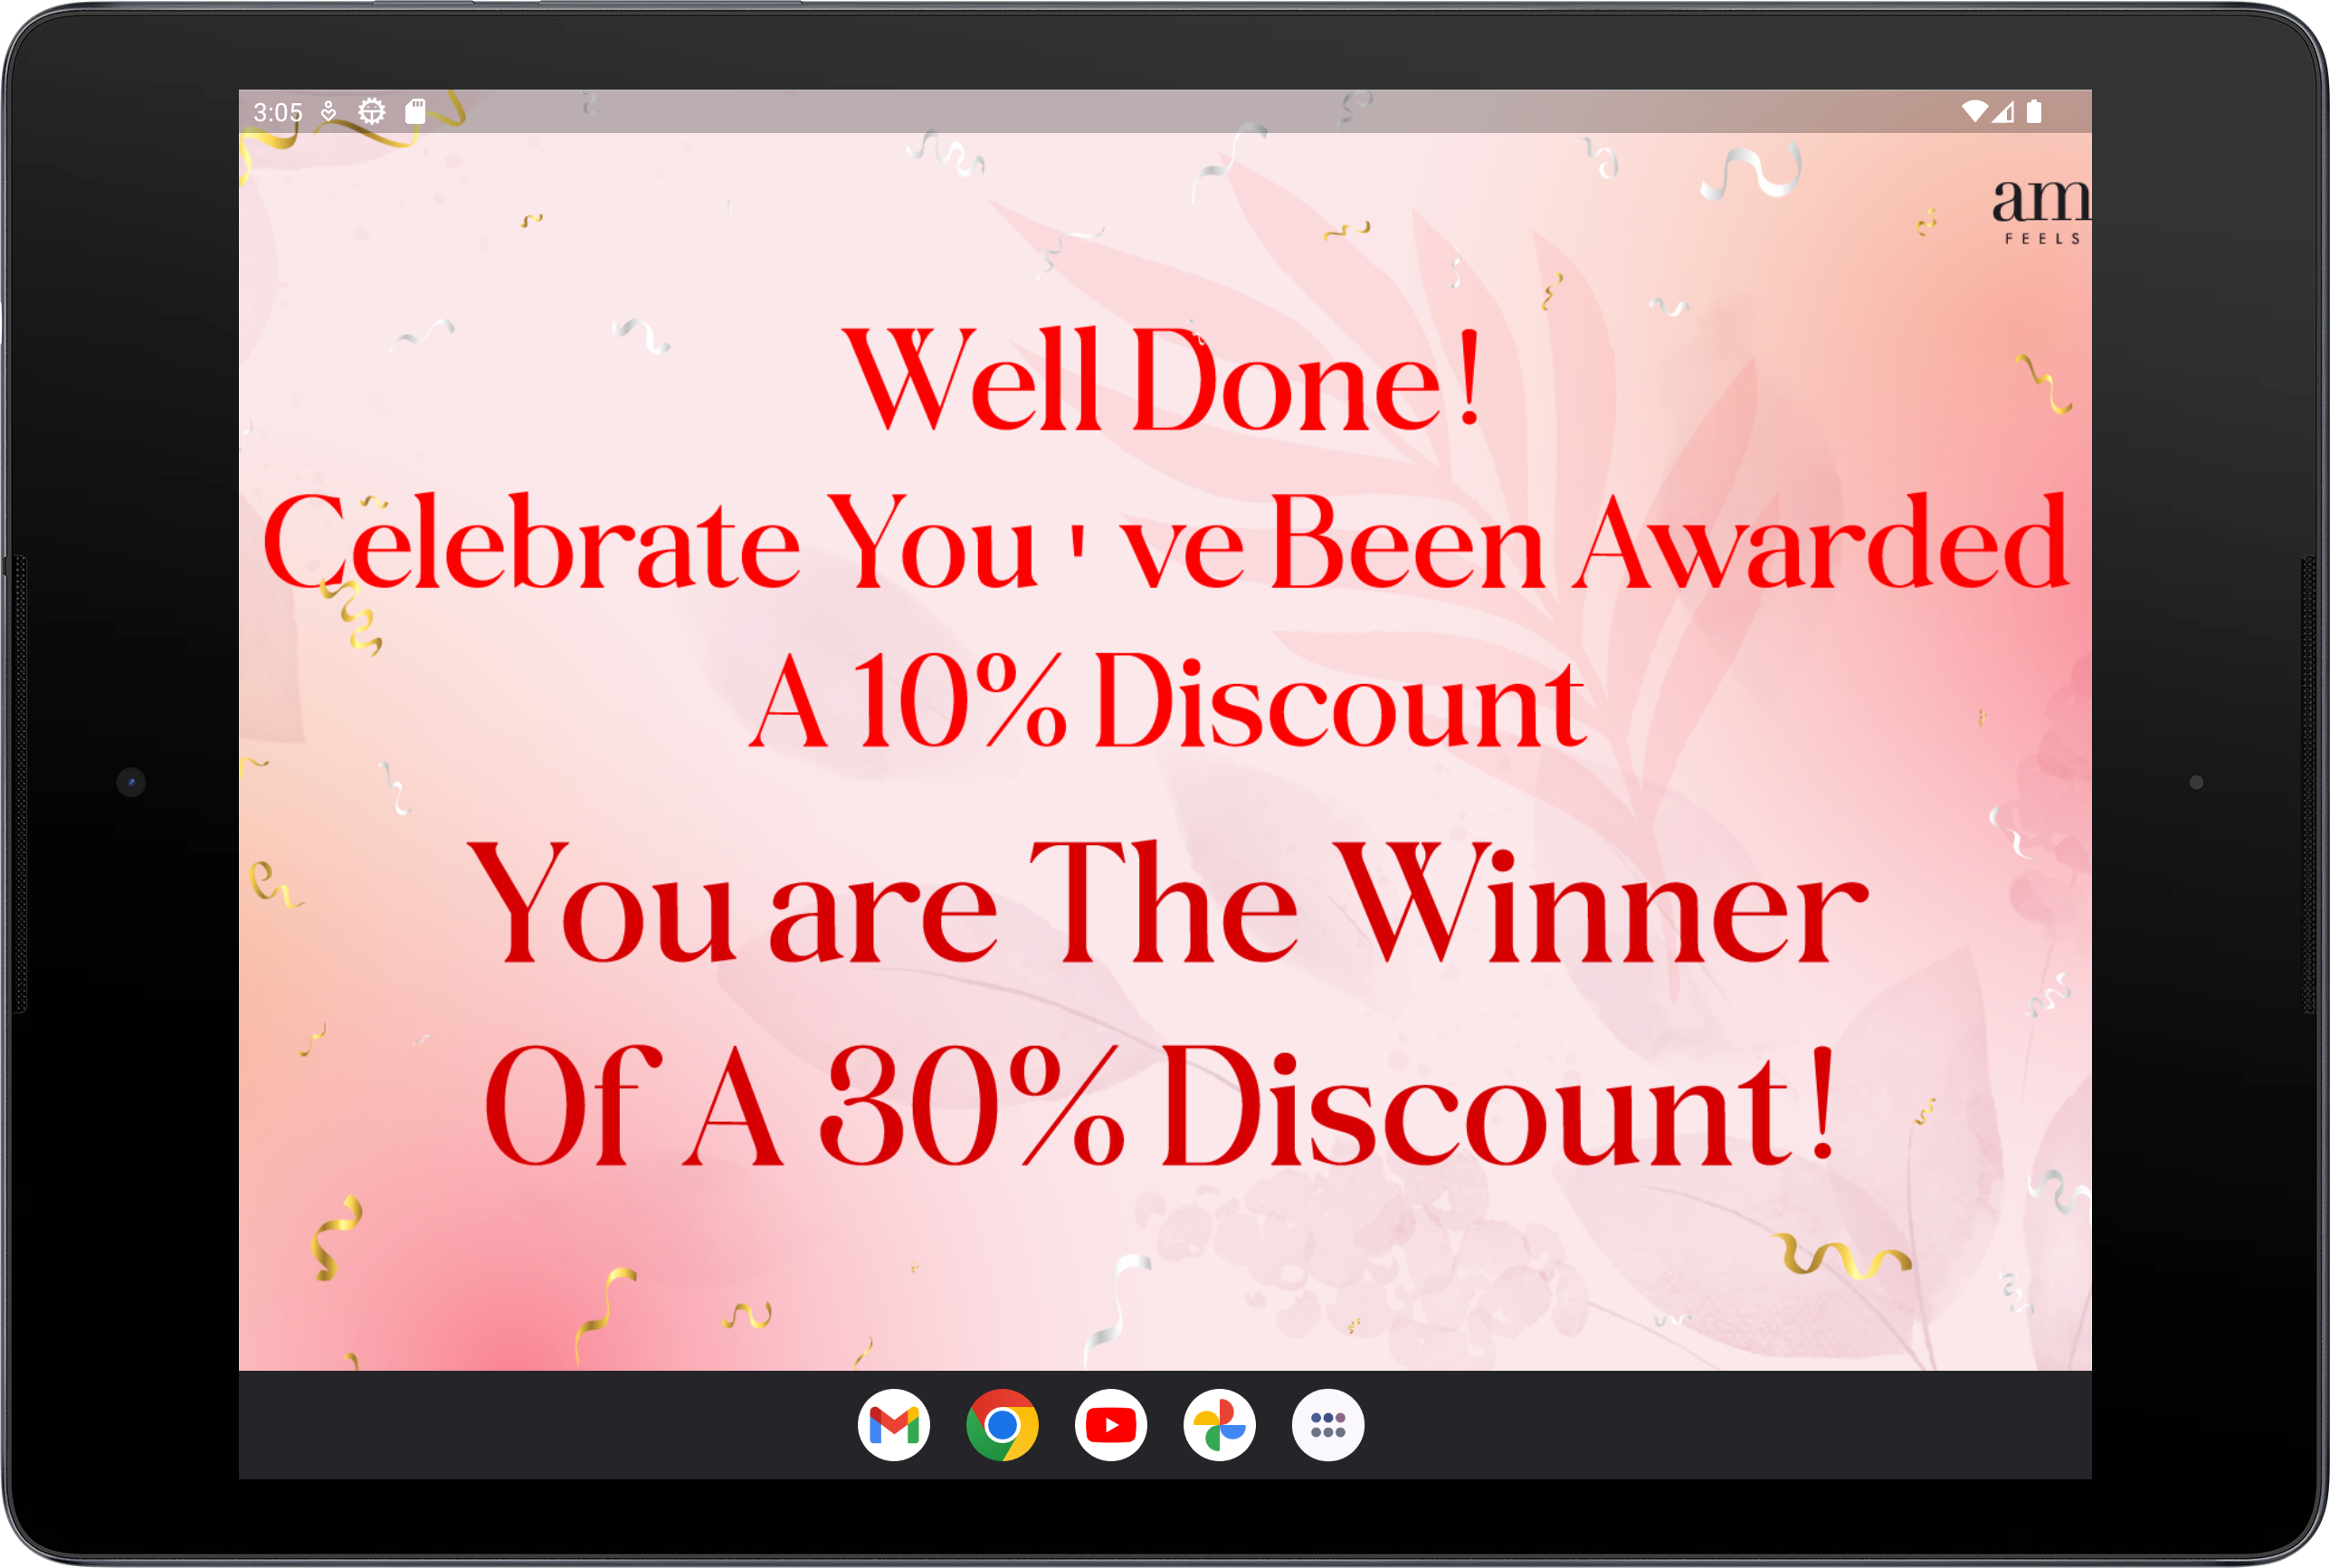 3:05
am
FEELS
Well Done!
Celebrate You've Been Awarded
A 10% Discount
You are The Winner
Of A 30% Discount!